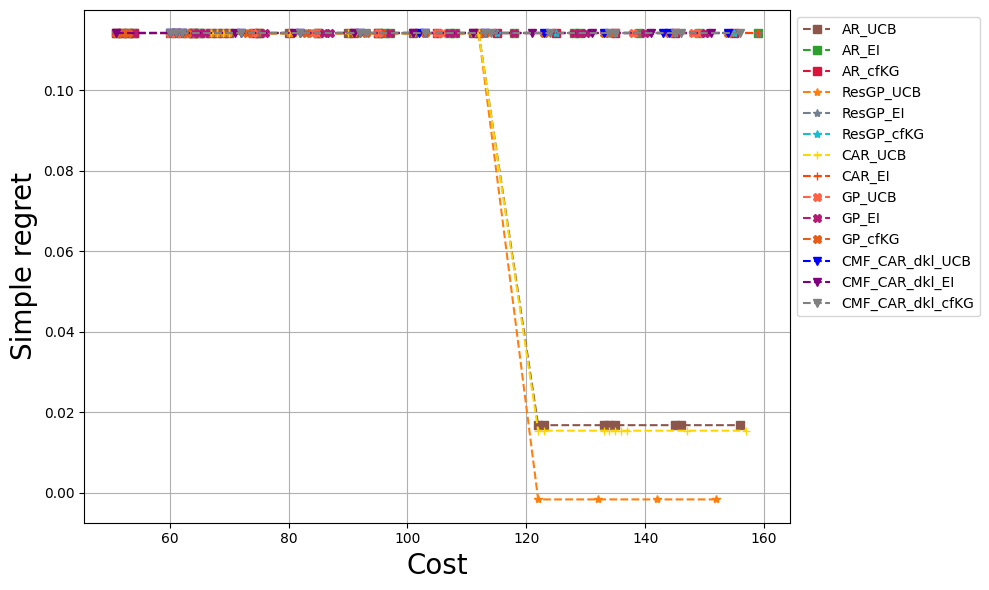 0.10
0.08
0.06
0.04
0.02
0.00
Simple regret
60
80
100
120
140
160
Cost
AR_UCB
AR_EI
AR_cfKG
ResGP_UCB
ResGP_EI
ResGP_cfKG
CAR_UCB
CAR_EI
GP_UCB
GP_EI
GP_cfKG
CMF_CAR_dkl_UCB
CMF_CAR_dkl_EI
CMF_CAR_dkl_cfKG